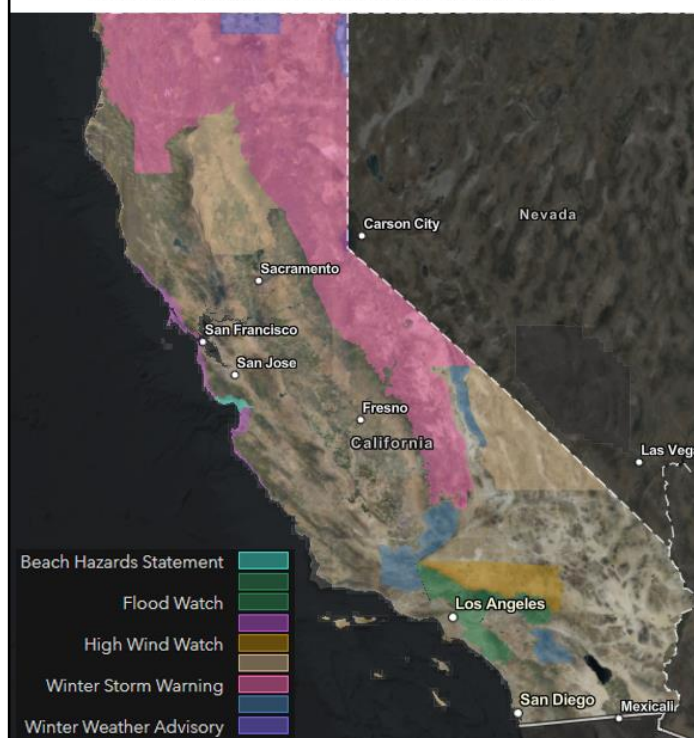 Carson City
Nevada
Sacramento
San Francisco
San Jose
Fresno
California
Las Vega
Beach Hazards Statement
Flood Watch
Los Angeles
High Wind Watch
Winter Storm Warning
San Diego
Mexicali
Winter Weather Advisory